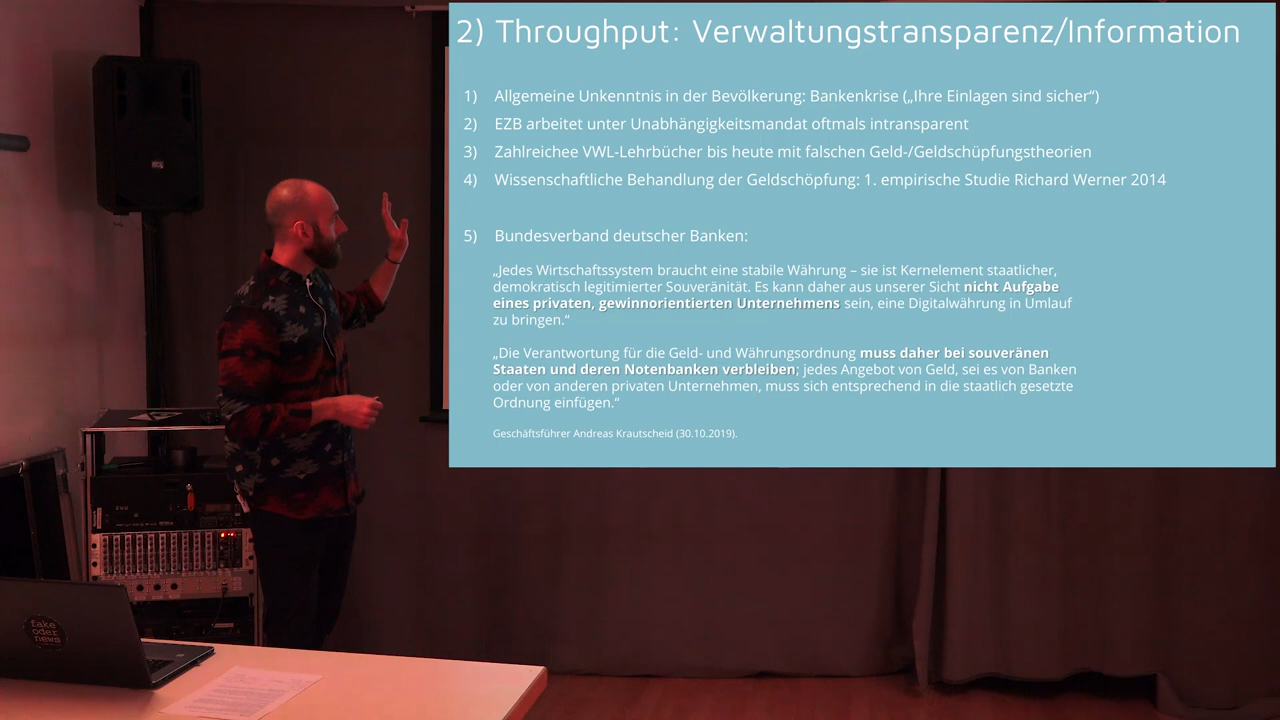 2) Throughput: Verwaltungstransparenz/Information
1) Allgemeine Unkenntnis in der Bevölkerung: Bankenkrise („Ihre Einlagen sind sicher“)
2) EZB arbeitet unter Unabhängigkeitsmandat oftmals intransparent
3) Zahlreichee VWL-Lehrbücher bis heute mit falschen Geld-/Geldschüpfungstheorien
4) Wissenschaftliche Behandlung der Geldschöpfung: 1. empirische Studie Richard Werner 2014
5) Bundesverband deutscher Banken:
„Jedes Wirtschaftssystem braucht eine stabile Währung – sie ist Kernelement staatlicher,
demokratisch legitimierter Souveränität. Es kann daher aus unserer Sicht nicht Aufgabe
eines privaten, gewinnorientierten Unternehmens sein, eine Digitalwährung in Umlauf
zu bringen.“
„Die Verantwortung für die Geld- und Währungsordnung muss daher bei souveränen
Staaten und deren Notenbanken verbleiben; jedes Angebot von Geld, sei es von Banken
oder von anderen privaten Unternehmen, muss sich entsprechend in die staatlich gesetzte
Ordnung einfügen.“
Geschäftsführer Andreas Krautscheid (30.10.2019).
fake
oder
news